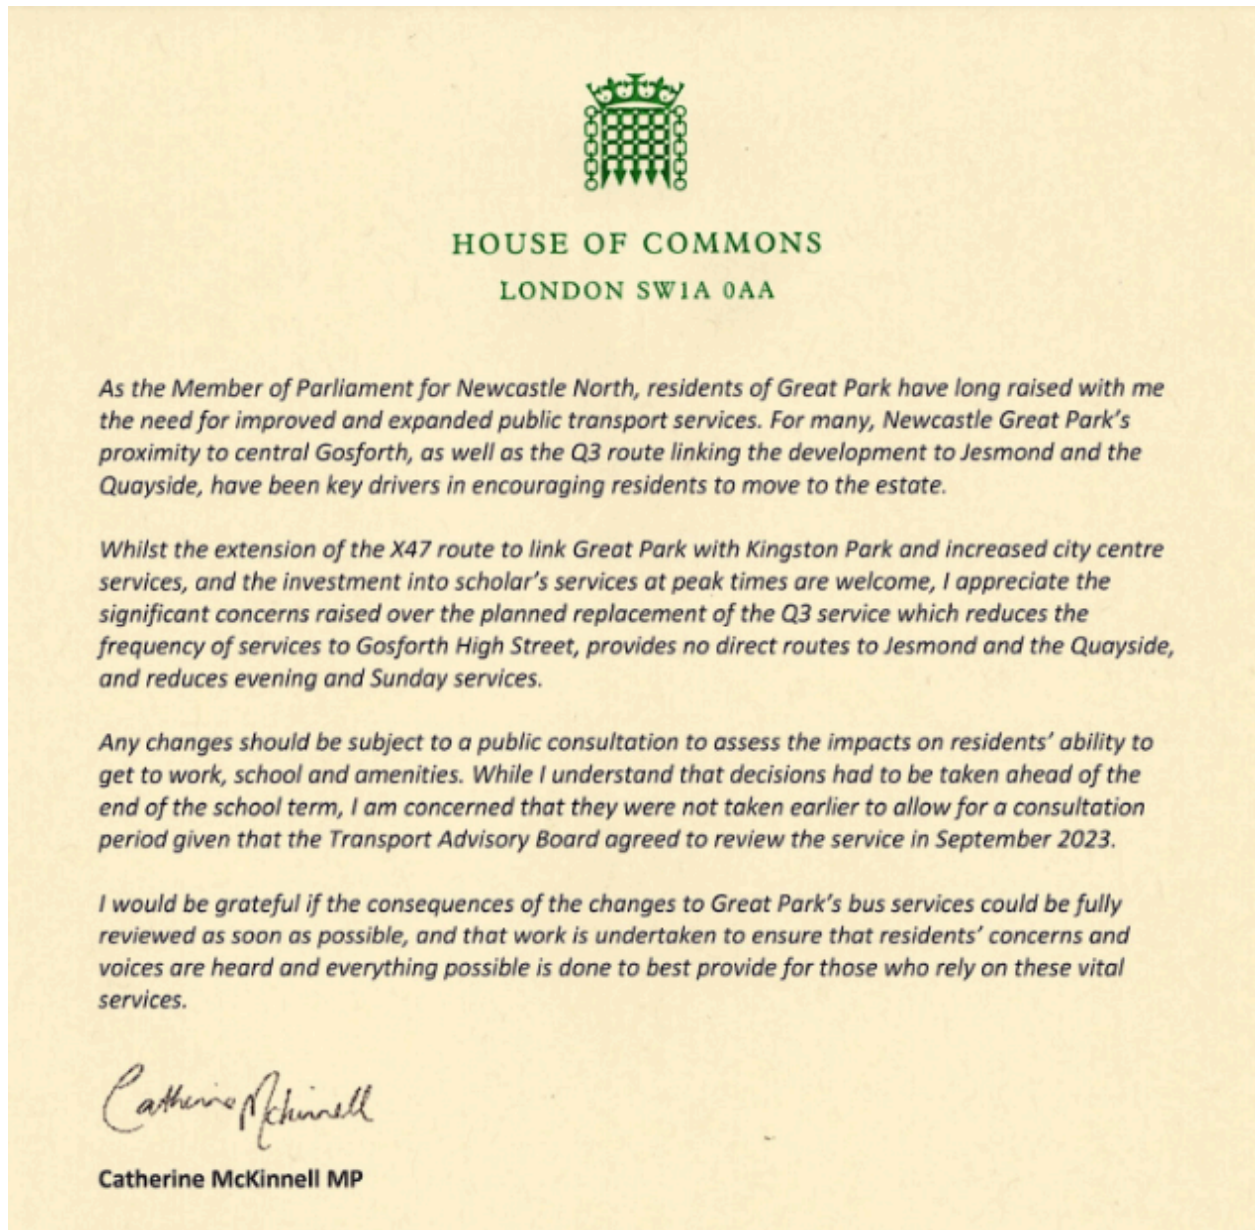 HOUSE OF COMMONS
LONDON SW1A 0AA
As the Member of Parliament for Newcastle North, residents of Great Park have long raised with me
the need for improved and expanded public transport services. For many, Newcastle Great Park's
proximity to central Gosforth, as well as the Q3 route linking the development to Jesmond and the
Quayside, have been key drivers in encouraging residents to move to the estate.
Whilst the extension of the X47 route to link Great Park with Kingston Park and increased city centre
services, and the investment into scholar's services at peak times are welcome, I appreciate the
significant concerns raised over the planned replacement of the Q3 service which reduces the
frequency of services to Gosforth High Street, provides no direct routes to Jesmond and the Quayside,
and reduces evening and Sunday services.
Any changes should be subject to a public consultation to assess the impacts on residents' ability to
get to work, school and amenities. While I understand that decisions had to be taken ahead of the
end of the school term, I am concerned that they were not taken earlier to allow for a consultation
period given that the Transport Advisory Board agreed to review the service in September 2023.
I would be grateful if the consequences of the changes to Great Park's bus services could be fully
reviewed as soon as possible, and that work is undertaken to ensure that residents' concerns and
voices are heard and everything possible is done to best provide for those who rely on these vital
services.
Catherine McKinnell
Catherine McKinnell MP